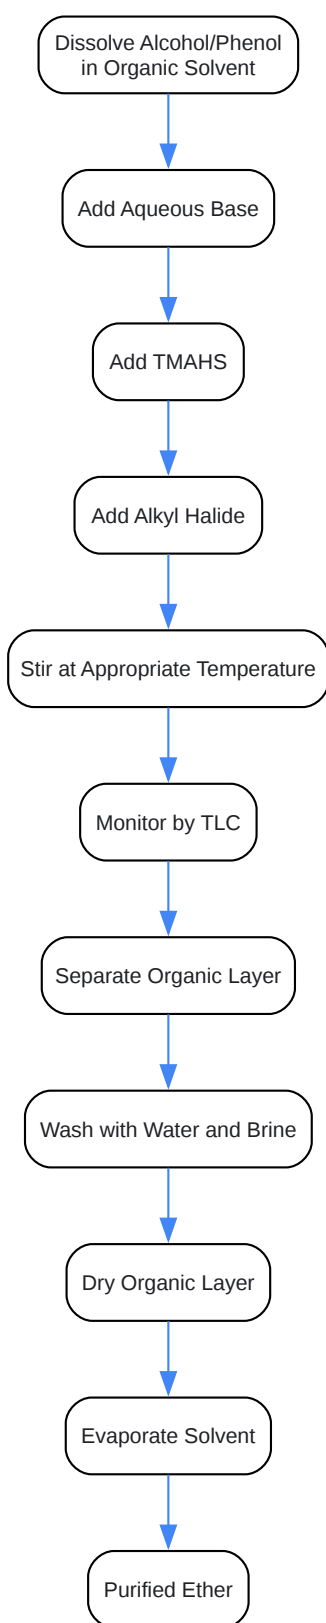 Dissolve Alcohol/Phenol
in Organic Solvent
Add Aqueous Base
Add TMAHS
Add Alkyl Halide
Stir at Appropriate Temperature
Monitor by TLC
Separate Organic Layer
Wash with Water and Brine
Dry Organic Layer
Evaporate Solvent
Purified Ether